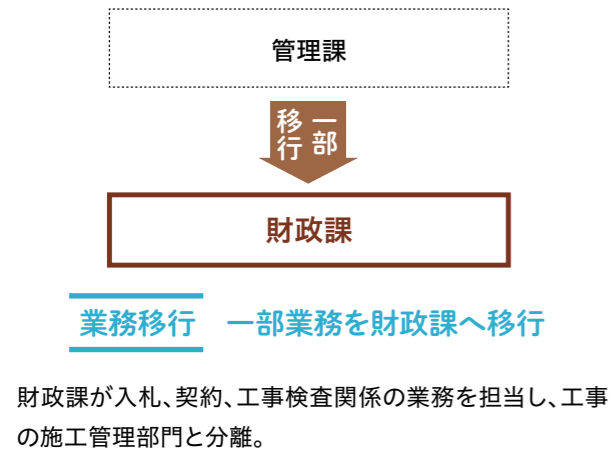 管理課
一部
移行
財政課
業務移行　一部業務を財政課へ移行
財政課が入札、契約、工事検査関係の業務を担当し、工事
の施工管理部門と分離。